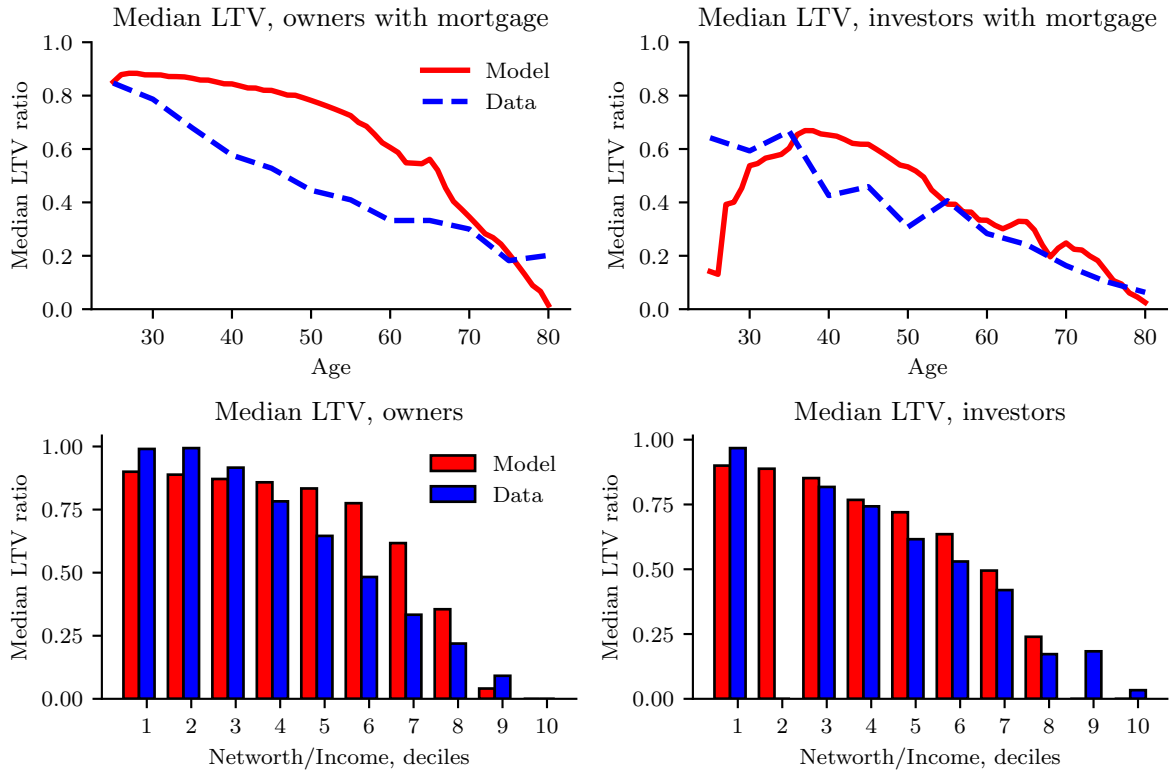 Median LTV, owners with mortgage
Median LTV ratio
1.0
0.8
0.6
0.4
0.2
0.0
30 40 50 60 70 80
Age
Model
Data
Median LTV, investors with mortgage
Median LTV ratio
1.0
0.8
0.6
0.4
0.2
0.0
30 40 50 60 70 80
Age
Median LTV, owners
Median LTV ratio
1.00
0.75
0.50
0.25
0.00
1 2 3 4 5 6 7 8 9 10
Networth/Income, deciles
Model
Data
Median LTV, investors
Median LTV ratio
1.00
0.75
0.50
0.25
0.00
1 2 3 4 5 6 7 8 9 10
Networth/Income, deciles